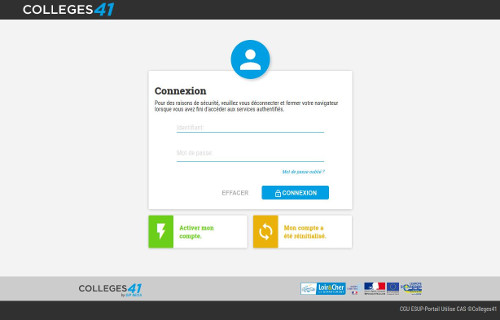 COLLEGES41
Connexion
Pour des raisons de sécurité, veuillez vous déconnecter et fermer votre navigateur
lorsque vous avez fini d'accéder aux services authentifiés.
Identifiant
Mot de passe
Mot de passe oublié ?
EFFACER
CONNEXION
Activer mon
compte.
Mon compte a
été réinitialisé.
COLLEGES41
Loir&Cher
CGU ESUP-Portail Utilise CAS ©Colleges41